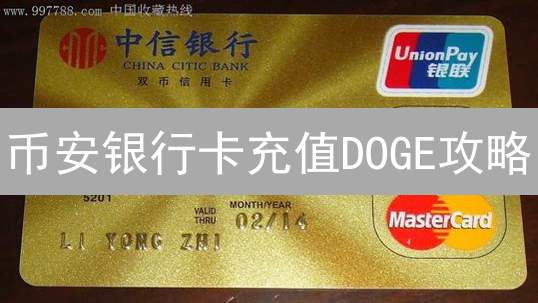 www.997788.com 中国收藏热线
中信银行
CHINA CITIC BANK
双币信用卡
UnionPay
银联
币安银行卡充值DOGE攻略
5201
VALID THRU
MONTH/YEAR
02/14
LI YONG ZHI
MasterCard